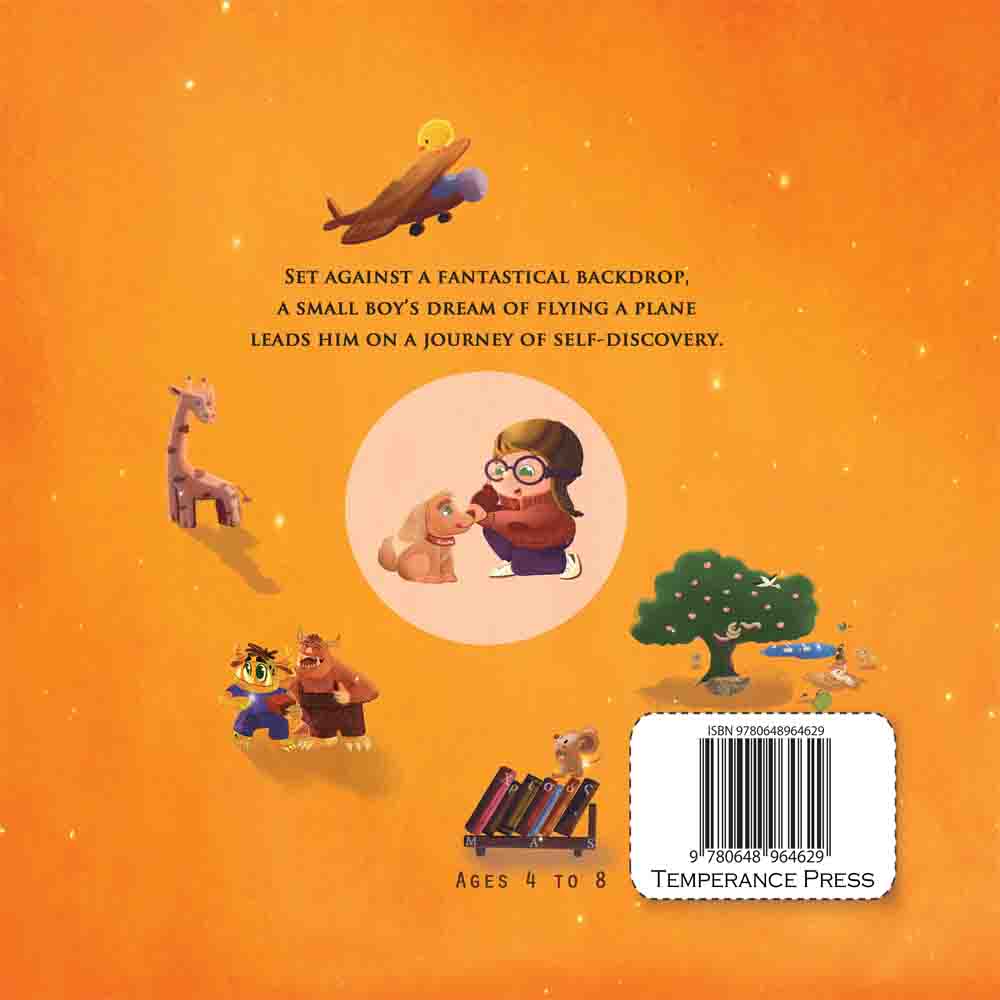 SET AGAINST A FANTASTICAL BACKDROP,
A SMALL BOY'S DREAM OF FLYING A PLANE
LEADS HIM ON A JOURNEY OF SELF-DISCOVERY.
M A S
AGES 4 TO 8
ISBN 9780648964629
9 780648 964629
TEMPERANCE PRESS